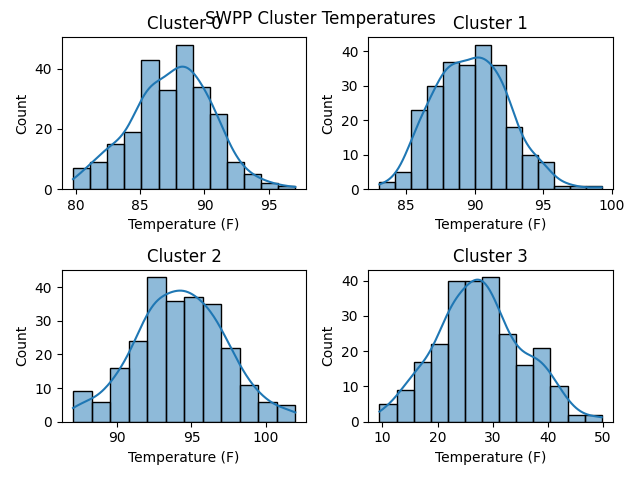 SWPP Cluster Temperatures
Cluster 0
Cluster 1
Count
40
20
0
80 85 90 95
Temperature (F)
Count
40
30
20
10
0
85 90 95 100
Temperature (F)
Cluster 2
Cluster 3
Count
40
30
20
10
0
90 95 100
Temperature (F)
Count
40
30
20
10
0
10 20 30 40 50
Temperature (F)